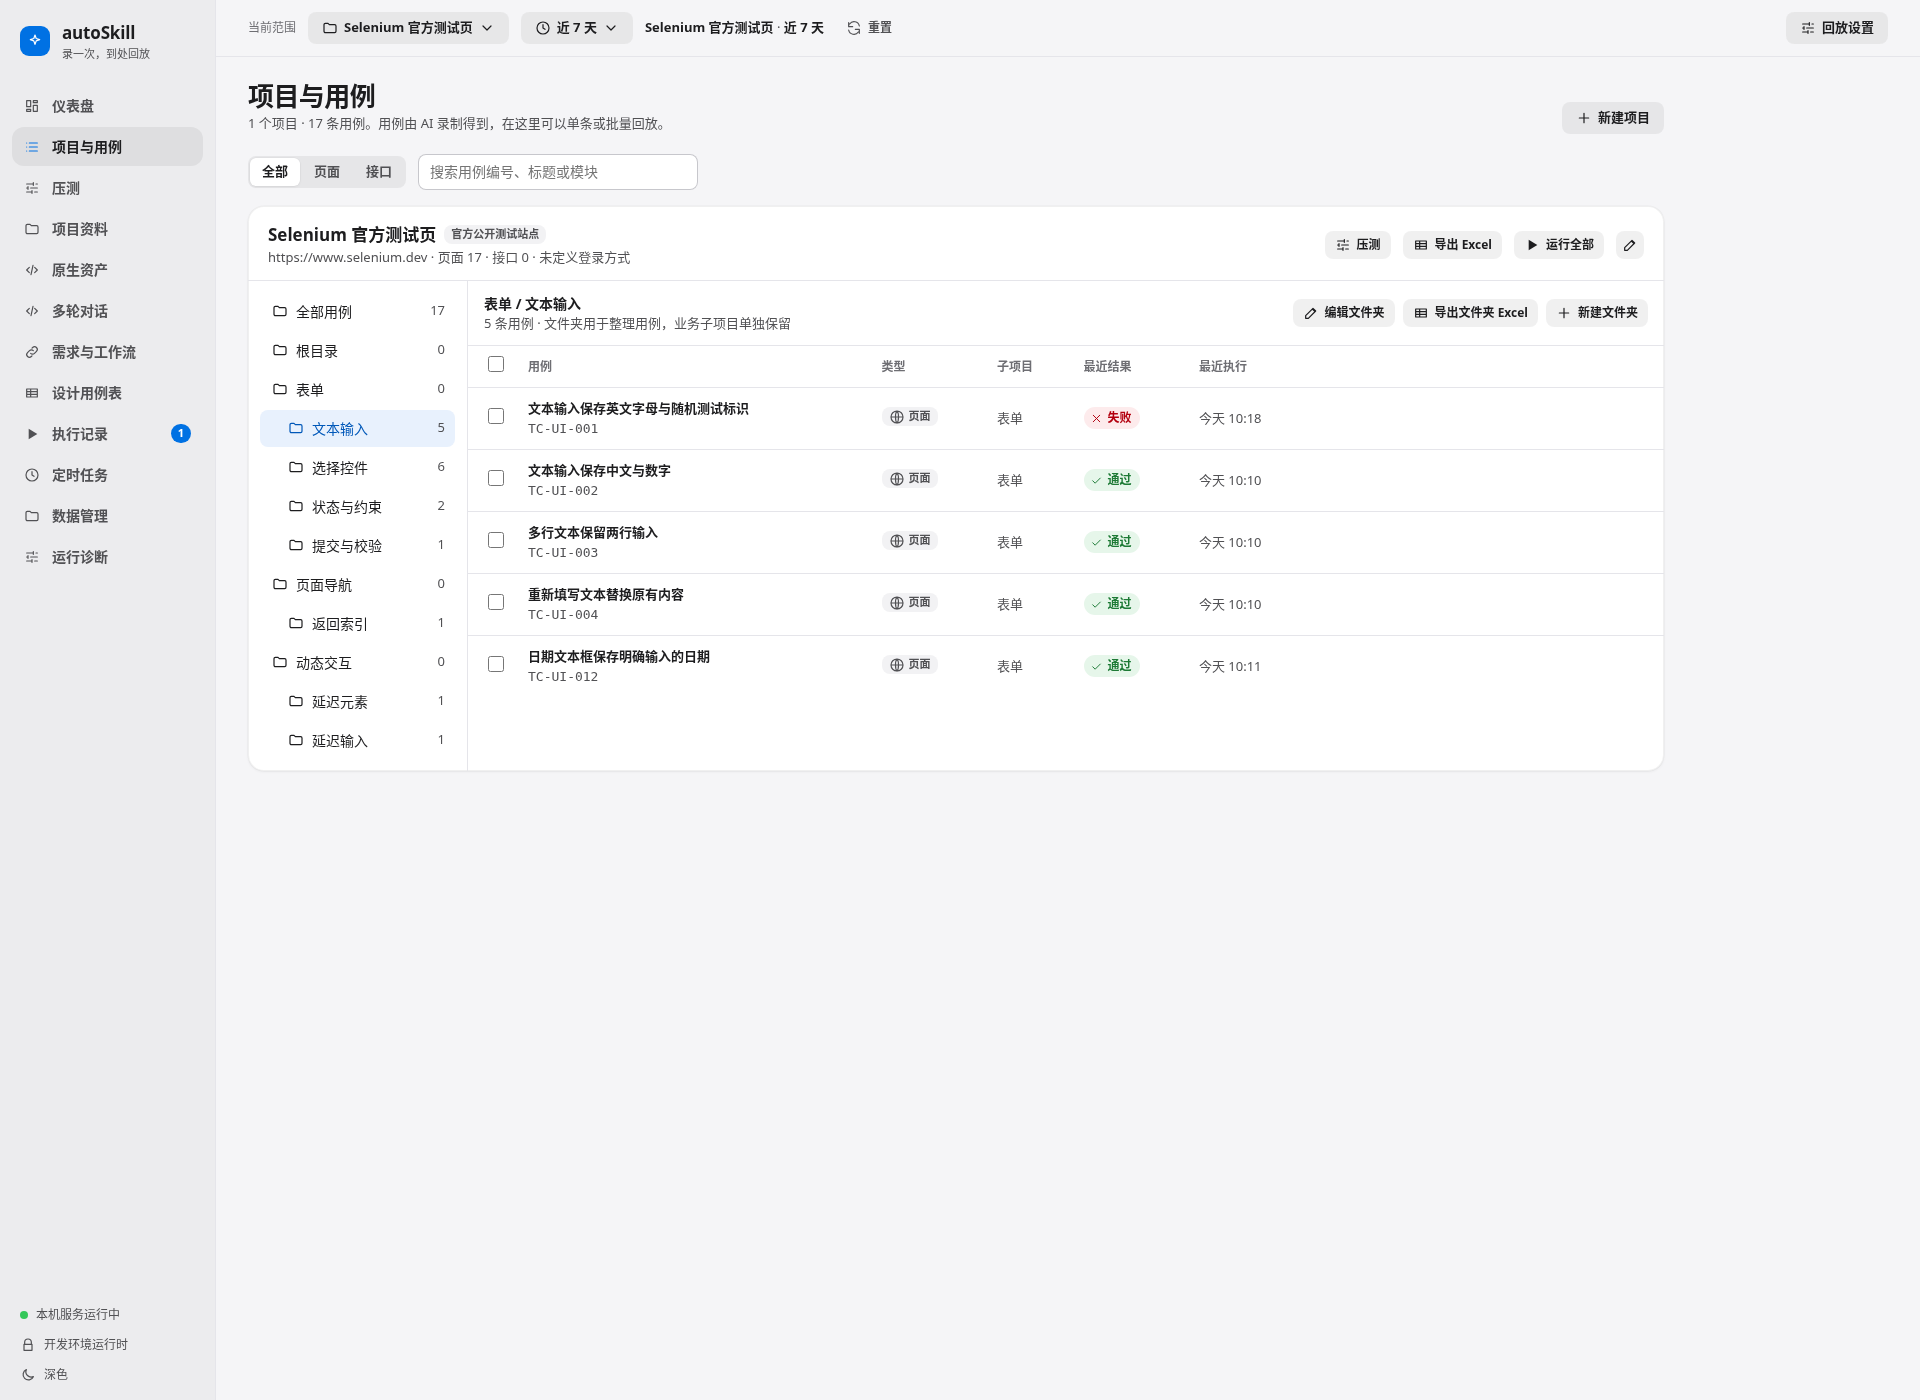 autoSkill
录一次，到处回放
仪表盘
项目与用例
压测
项目资料
原生资产
多轮对话
需求与工作流
设计用例表
执行记录 1
定时任务
数据管理
运行诊断
本机服务运行中
开发环境运行时
深色
当前范围 Selenium 官方测试页 近 7 天 Selenium 官方测试页 · 近 7 天 重置 回放设置
项目与用例
1 个项目 · 17 条用例。用例由 AI 录制得到，在这里可以单条或批量回放。
新建项目
全部 页面 接口 搜索用例编号、标题或模块
Selenium 官方测试页 官方公开测试站点
https://www.selenium.dev · 页面 17 · 接口 0 · 未定义登录方式
压测 导出 Excel 运行全部
全部用例 17
根目录 0
表单 0
文本输入 5
选择控件 6
状态与约束 2
提交与校验 1
页面导航 0
返回索引 1
动态交互 0
延迟元素 1
延迟输入 1
表单 / 文本输入
5 条用例 · 文件夹用于整理用例，业务子项目单独保留
编辑文件夹 导出文件夹 Excel 新建文件夹
用例 类型 子项目 最近结果 最近执行
文本输入保存英文字母与随机测试标识
TC-UI-001
页面 表单 失败 今天 10:18
文本输入保存中文与数字
TC-UI-002
页面 表单 通过 今天 10:10
多行文本保留两行输入
TC-UI-003
页面 表单 通过 今天 10:10
重新填写文本替换原有内容
TC-UI-004
页面 表单 通过 今天 10:10
日期文本框保存明确输入的日期
TC-UI-012
页面 表单 通过 今天 10:11